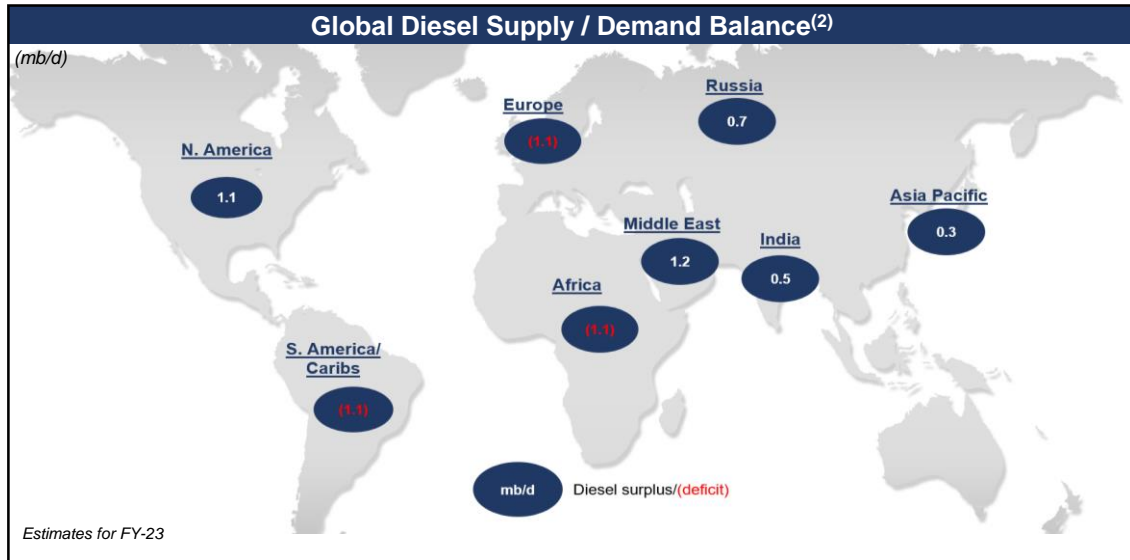 Global Diesel Supply / Demand Balance(2)
(mb/d)
Russia
0.7
Europe
(1.1)
N. America
1.1
Asia Pacific
0.3
Middle East
1.2
India
0.5
Africa
(1.1)
S. America/
Caribs
(1.1)
mb/d
Diesel surplus/(deficit)
Estimates for FY-23